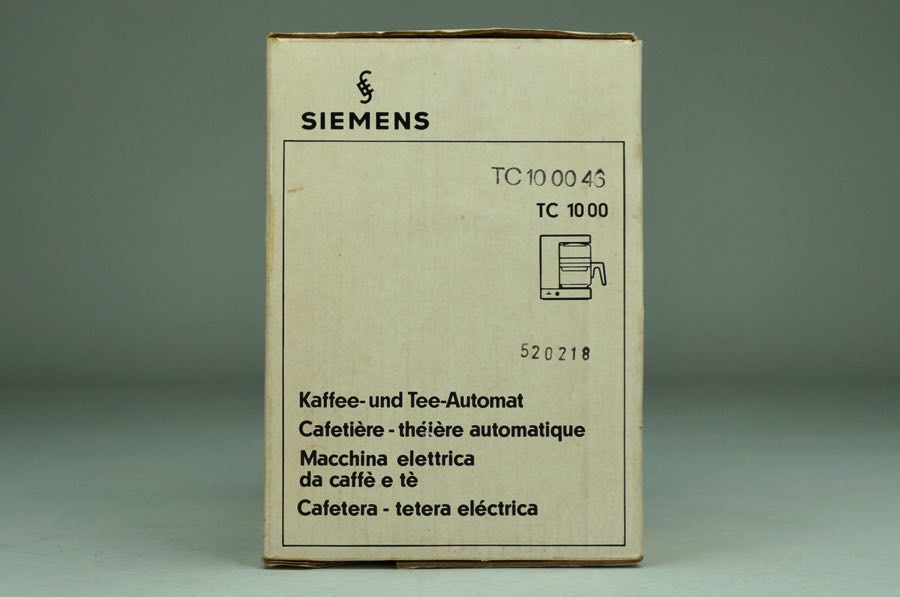 SIEMENS
TC 10 00 46
TC 1000
520218
Kaffee- und Tee-Automat
Cafetière - théière automatique
Macchina elettrica
da caffè e tè
Cafetera - tetera eléctrica